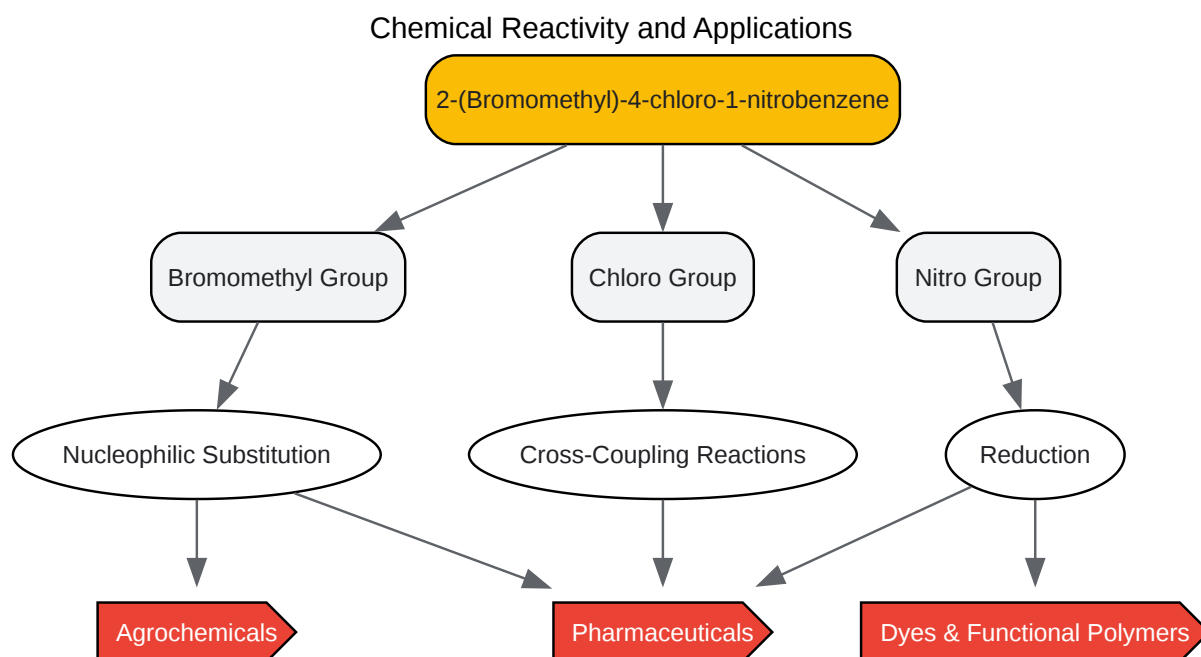 Chemical Reactivity and Applications
2-(Bromomethyl)-4-chloro-1-nitrobenzene
Bromomethyl Group
Chloro Group
Nitro Group
Nucleophilic Substitution
Cross-Coupling Reactions
Reduction
Agrochemicals
Pharmaceuticals
Dyes & Functional Polymers